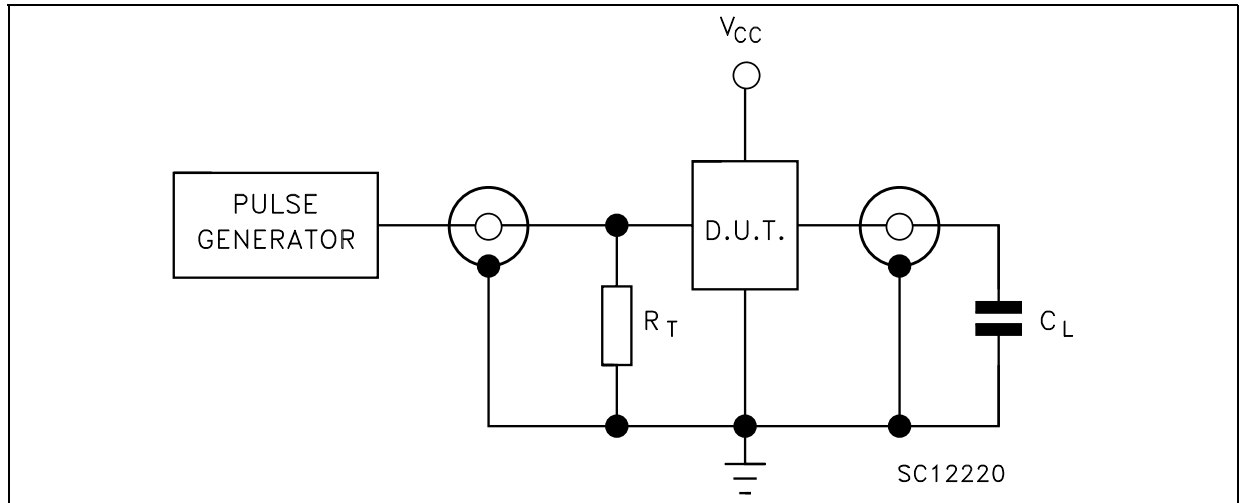 VCC
PULSE
GENERATOR
D.U.T.
RT
CL
SC12220